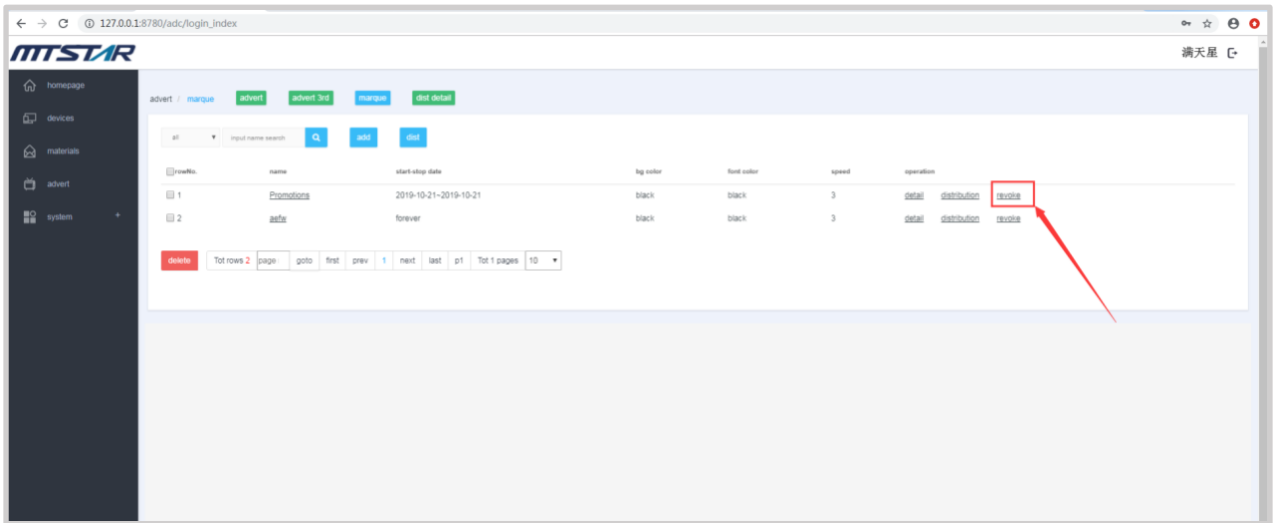 127.0.0.1:8780/adc/login_index
MTSTAR
满天星
homepage
devices
materials
advert
system +
advert / marque advert advert 3rd marque dist detail
all input name search add dist
rowNo. name start-stop date bg color font color speed operation
1 Promotions 2019-10-21~2019-10-21 black black 3 detail distribution revoke
2 aefw forever black black 3 detail distribution revoke
delete Tot rows 2 page goto first prev 1 next last p1 Tot 1 pages 10